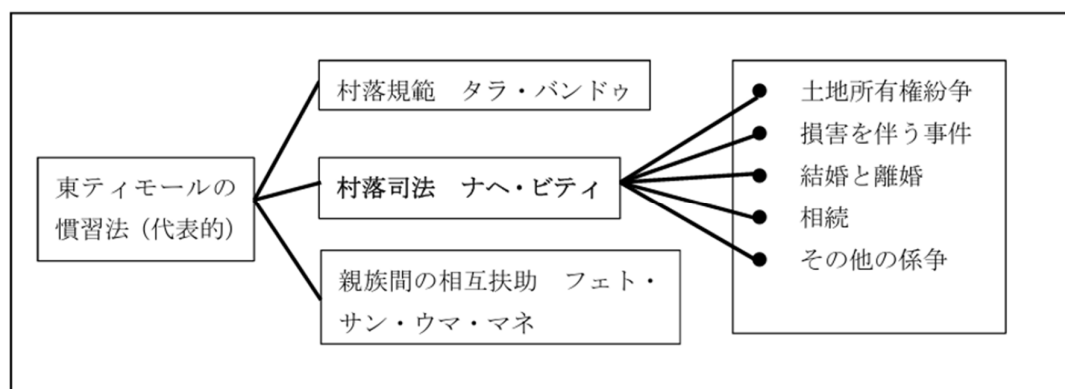 東ティモールの
慣習法（代表的）
村落規範　タラ・バンドゥ
村落司法　ナヘ・ビティ
親族間の相互扶助　フェト・
サン・ウマ・マネ
土地所有権紛争
損害を伴う事件
結婚と離婚
相続
その他の係争